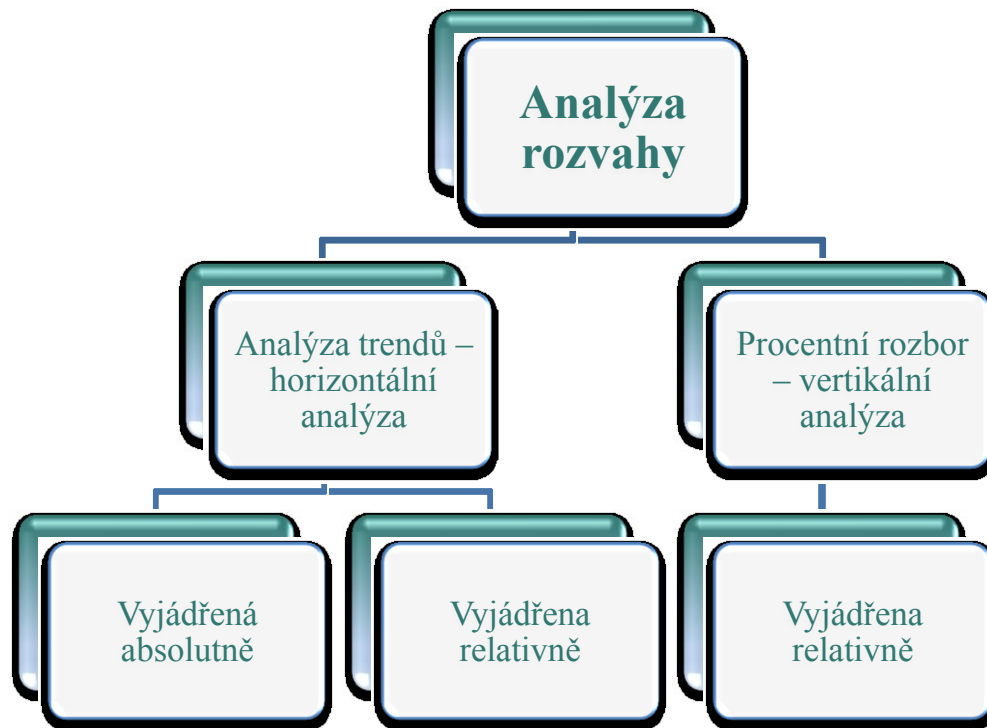 Analýza
rozvahy
Analýza trendů –
horizontální
analýza
Procentní rozbor
– vertikální
analýza
Vyjádřená
absolutně
Vyjádřena
relativně
Vyjádřena
relativně